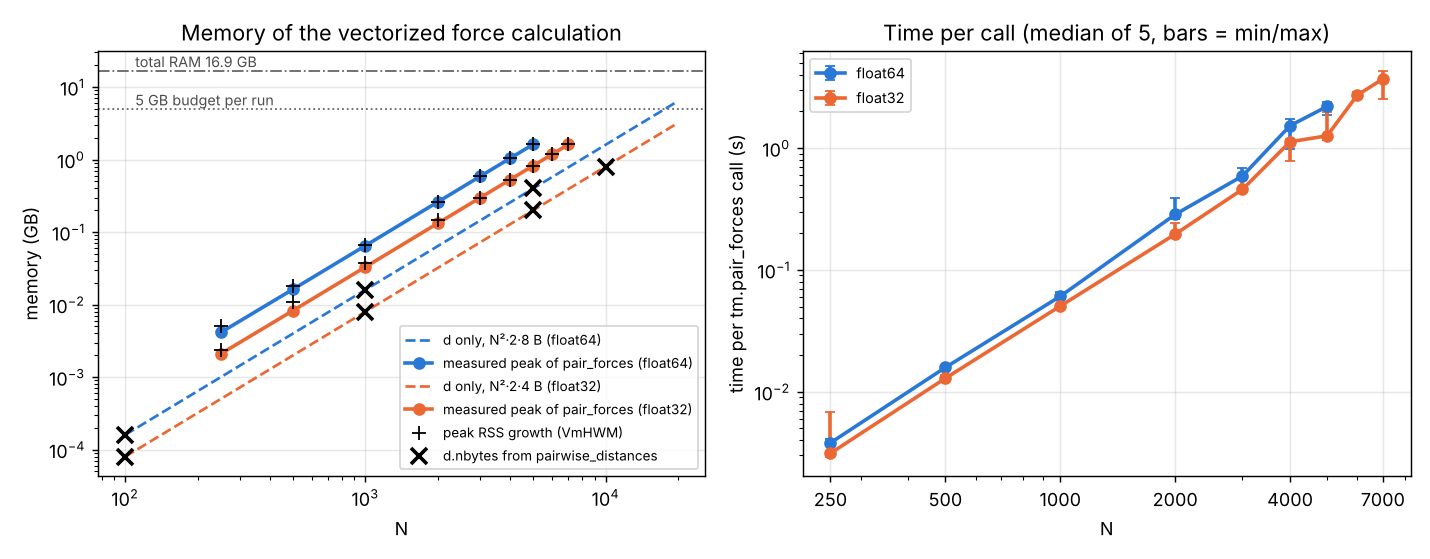 Memory of the vectorized force calculation
total RAM 16.9 GB
5 GB budget per run
10¹
10⁰
10⁻¹
10⁻²
10⁻³
10⁻⁴
memory (GB)
d only, N²·2·8 B (float64)
measured peak of pair_forces (float64)
d only, N²·2·4 B (float32)
measured peak of pair_forces (float32)
peak RSS growth (VmHWM)
d.nbytes from pairwise_distances
10² 10³ 10⁴
N
Time per call (median of 5, bars = min/max)
float64
float32
10⁰
10⁻¹
10⁻²
time per tm.pair_forces call (s)
250 500 1000 2000 4000 7000
N